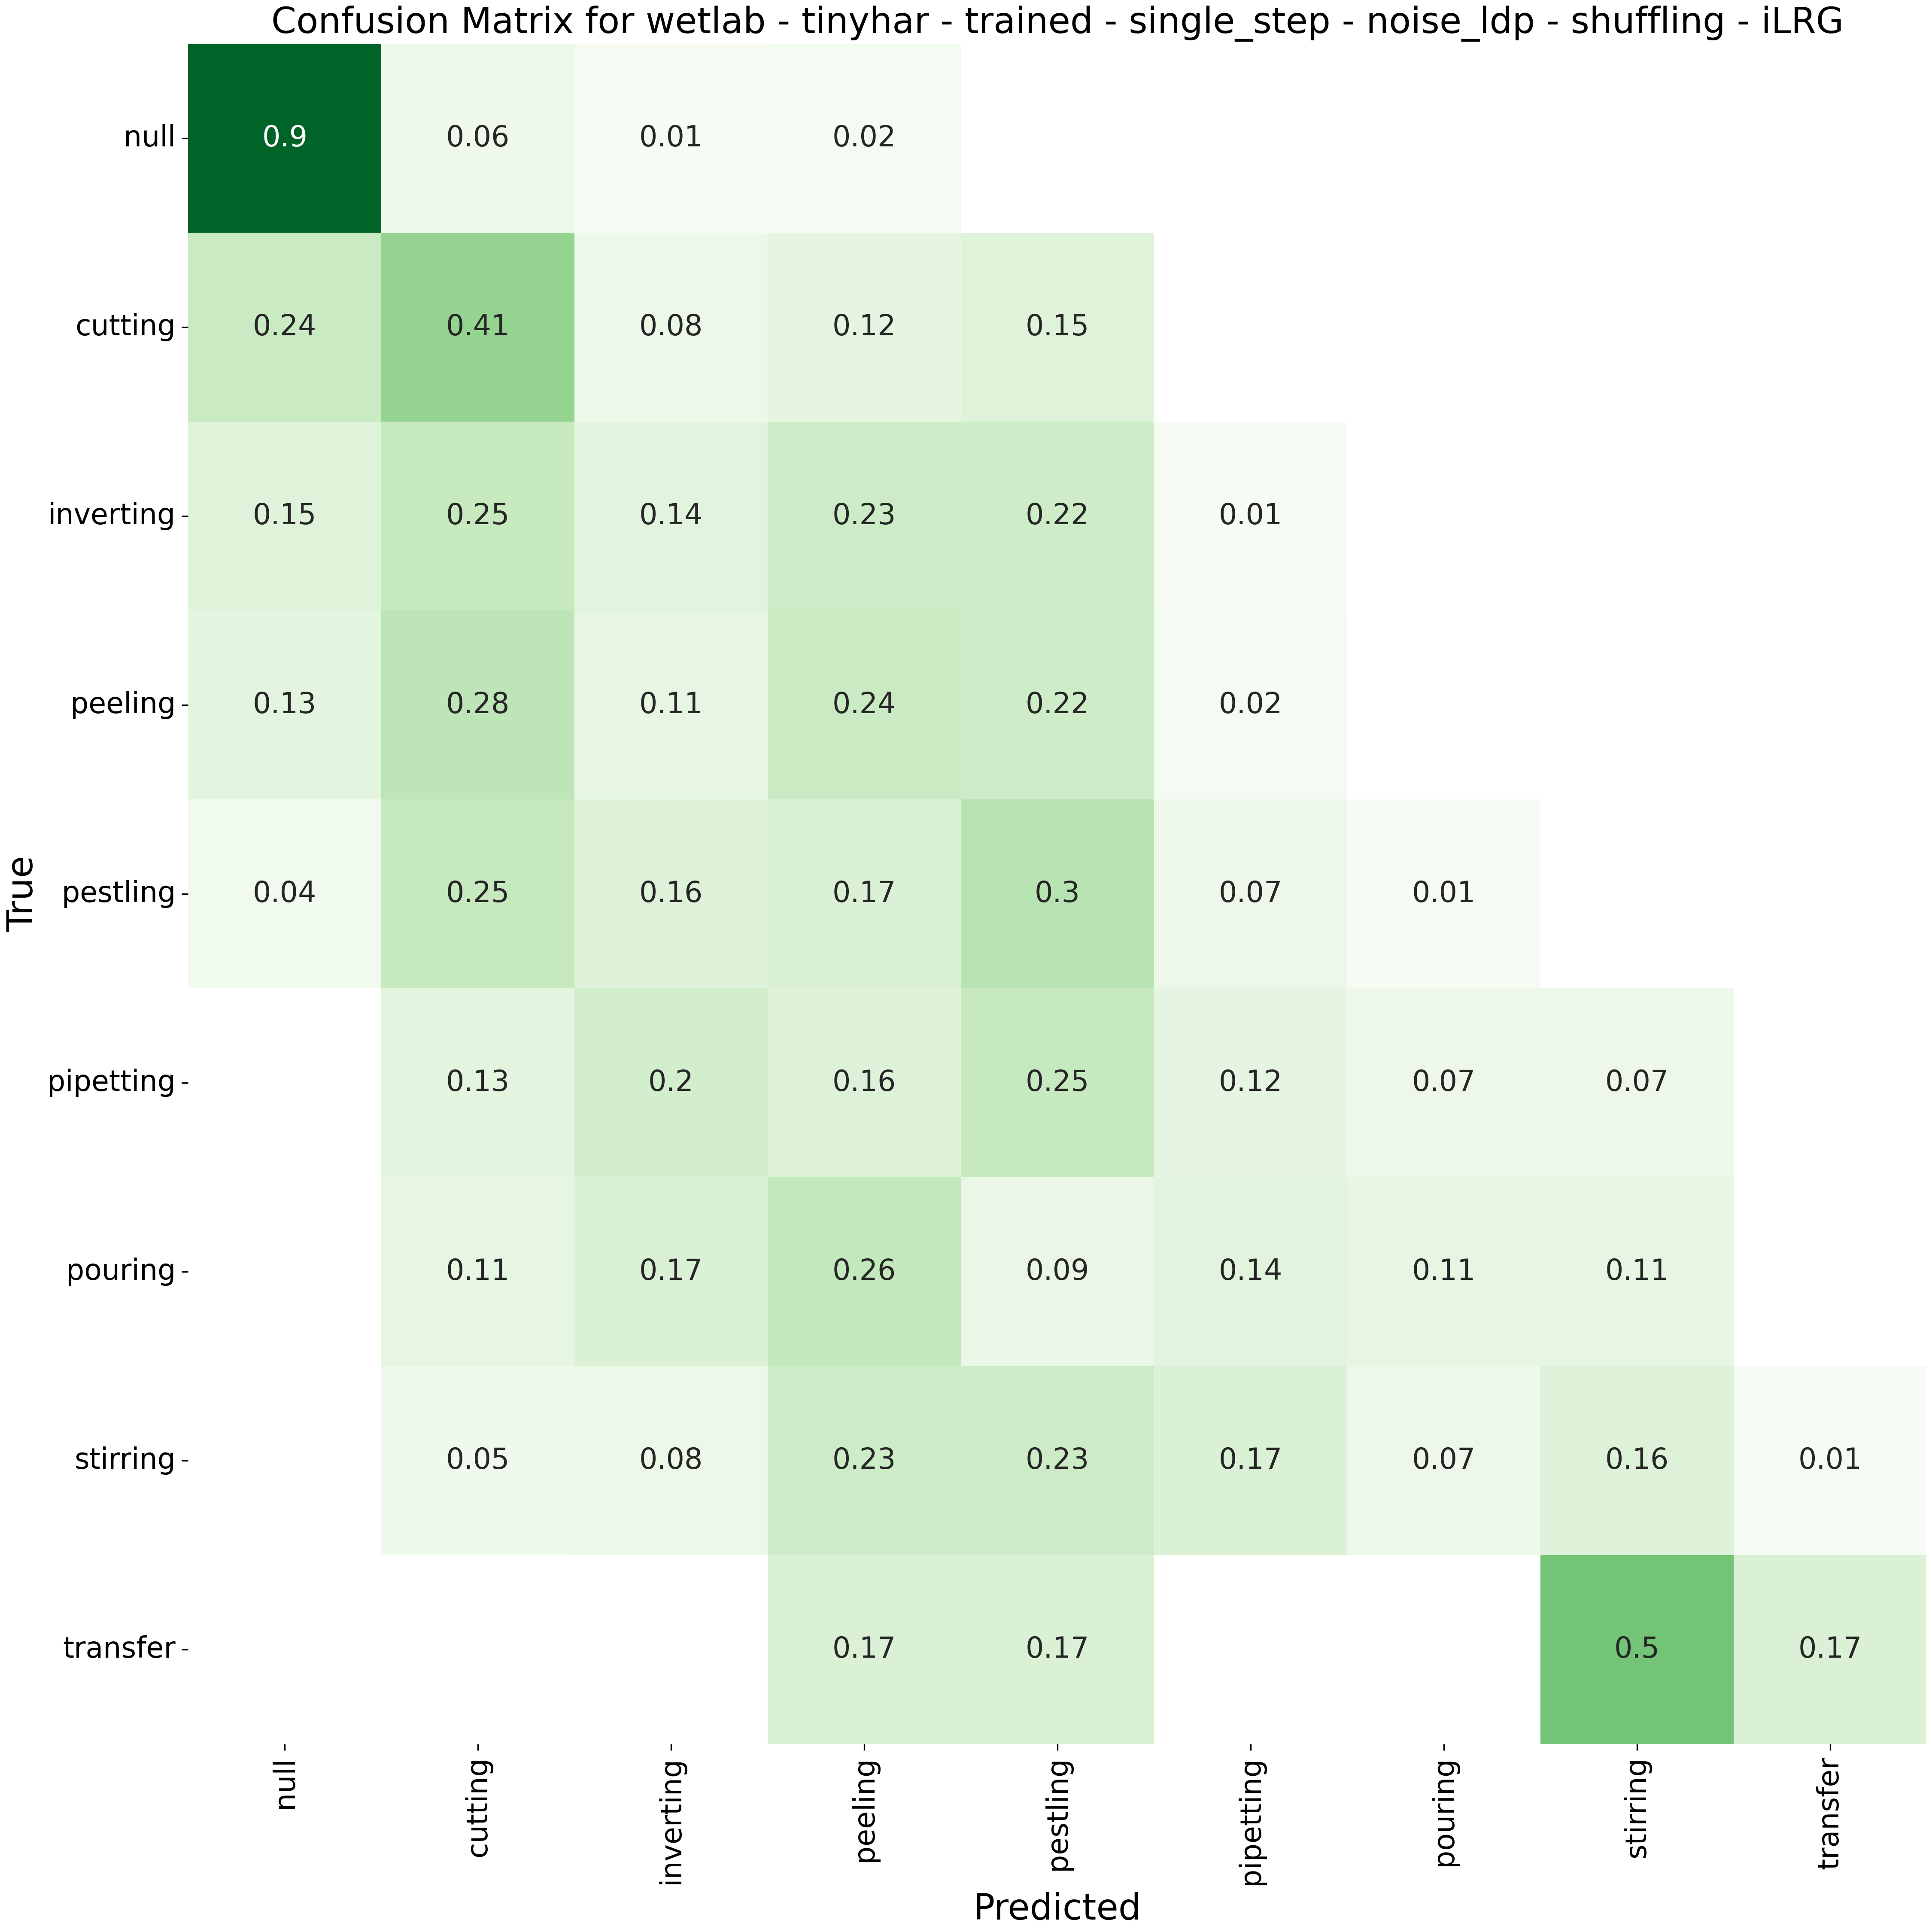 Confusion Matrix for wetlab - tinyhar - trained - single_step - noise_ldp - shuffling - iLRG
True
null 0.9 0.06 0.01 0.02
cutting 0.24 0.41 0.08 0.12 0.15
inverting 0.15 0.25 0.14 0.23 0.22 0.01
peeling 0.13 0.28 0.11 0.24 0.22 0.02
pestling 0.04 0.25 0.16 0.17 0.3 0.07 0.01
pipetting 0.13 0.2 0.16 0.25 0.12 0.07 0.07
pouring 0.11 0.17 0.26 0.09 0.14 0.11 0.11
stirring 0.05 0.08 0.23 0.23 0.17 0.07 0.16 0.01
transfer 0.17 0.17 0.5 0.17
null cutting inverting peeling pestling pipetting pouring stirring transfer
Predicted